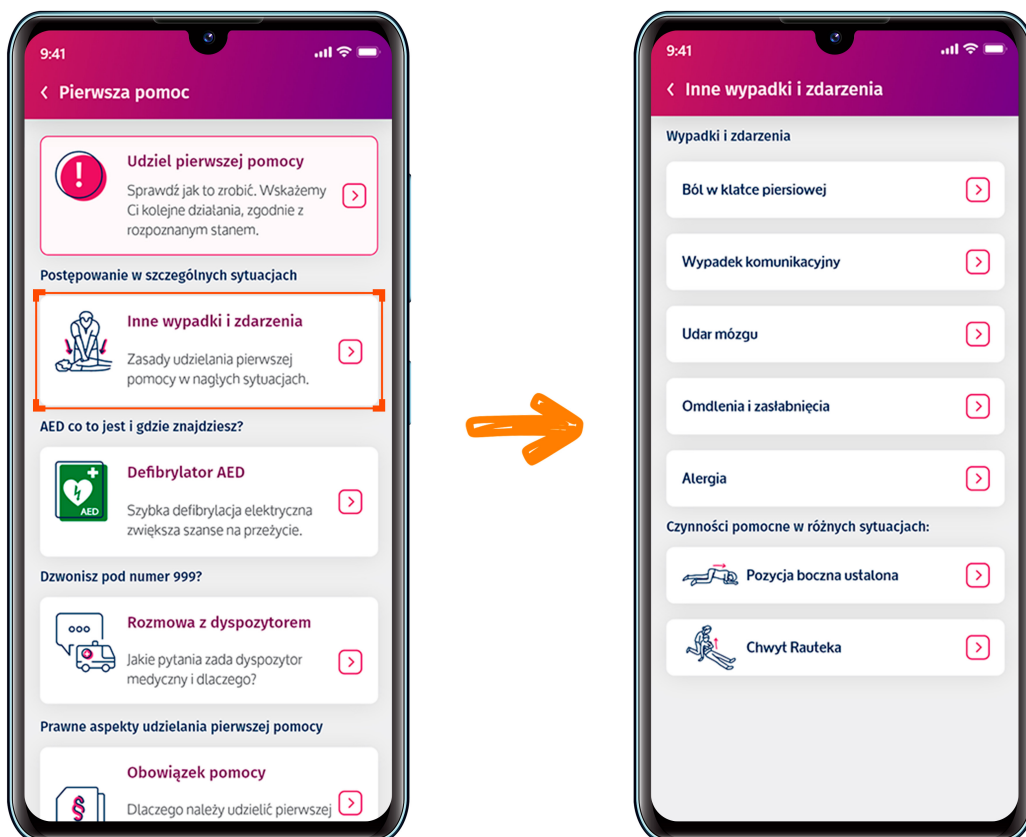 9:41
Pierwsza pomoc
Udziel pierwszej pomocy
Sprawdź jak to zrobić. Wskażemy
Ci kolejne działania, zgodnie z
rozpoznanym stanem.
Postępowanie w szczególnych sytuacjach
Inne wypadki i zdarzenia
Zasady udzielania pierwszej
pomocy w nagłych sytuacjach.
AED co to jest i gdzie znajdziesz?
AED
Defibrylator AED
Szybka defibrylacja elektryczna
zwiększa szanse na przeżycie.
Dzwonisz pod numer 999?
Rozmowa z dyspozytorem
Jakie pytania zada dyspozytor
medyczny i dlaczego?
Prawne aspekty udzielania pierwszej pomocy
§
Obowiązek pomocy
Dlaczego należy udzielić pierwszej
9:41
Inne wypadki i zdarzenia
Wypadki i zdarzenia
Ból w klatce piersiowej
Wypadek komunikacyjny
Udar mózgu
Omdlenia i zasłabnięcia
Alergia
Czynności pomocne w różnych sytuacjach:
Pozycja boczna ustalona
Chwyt Rauteka